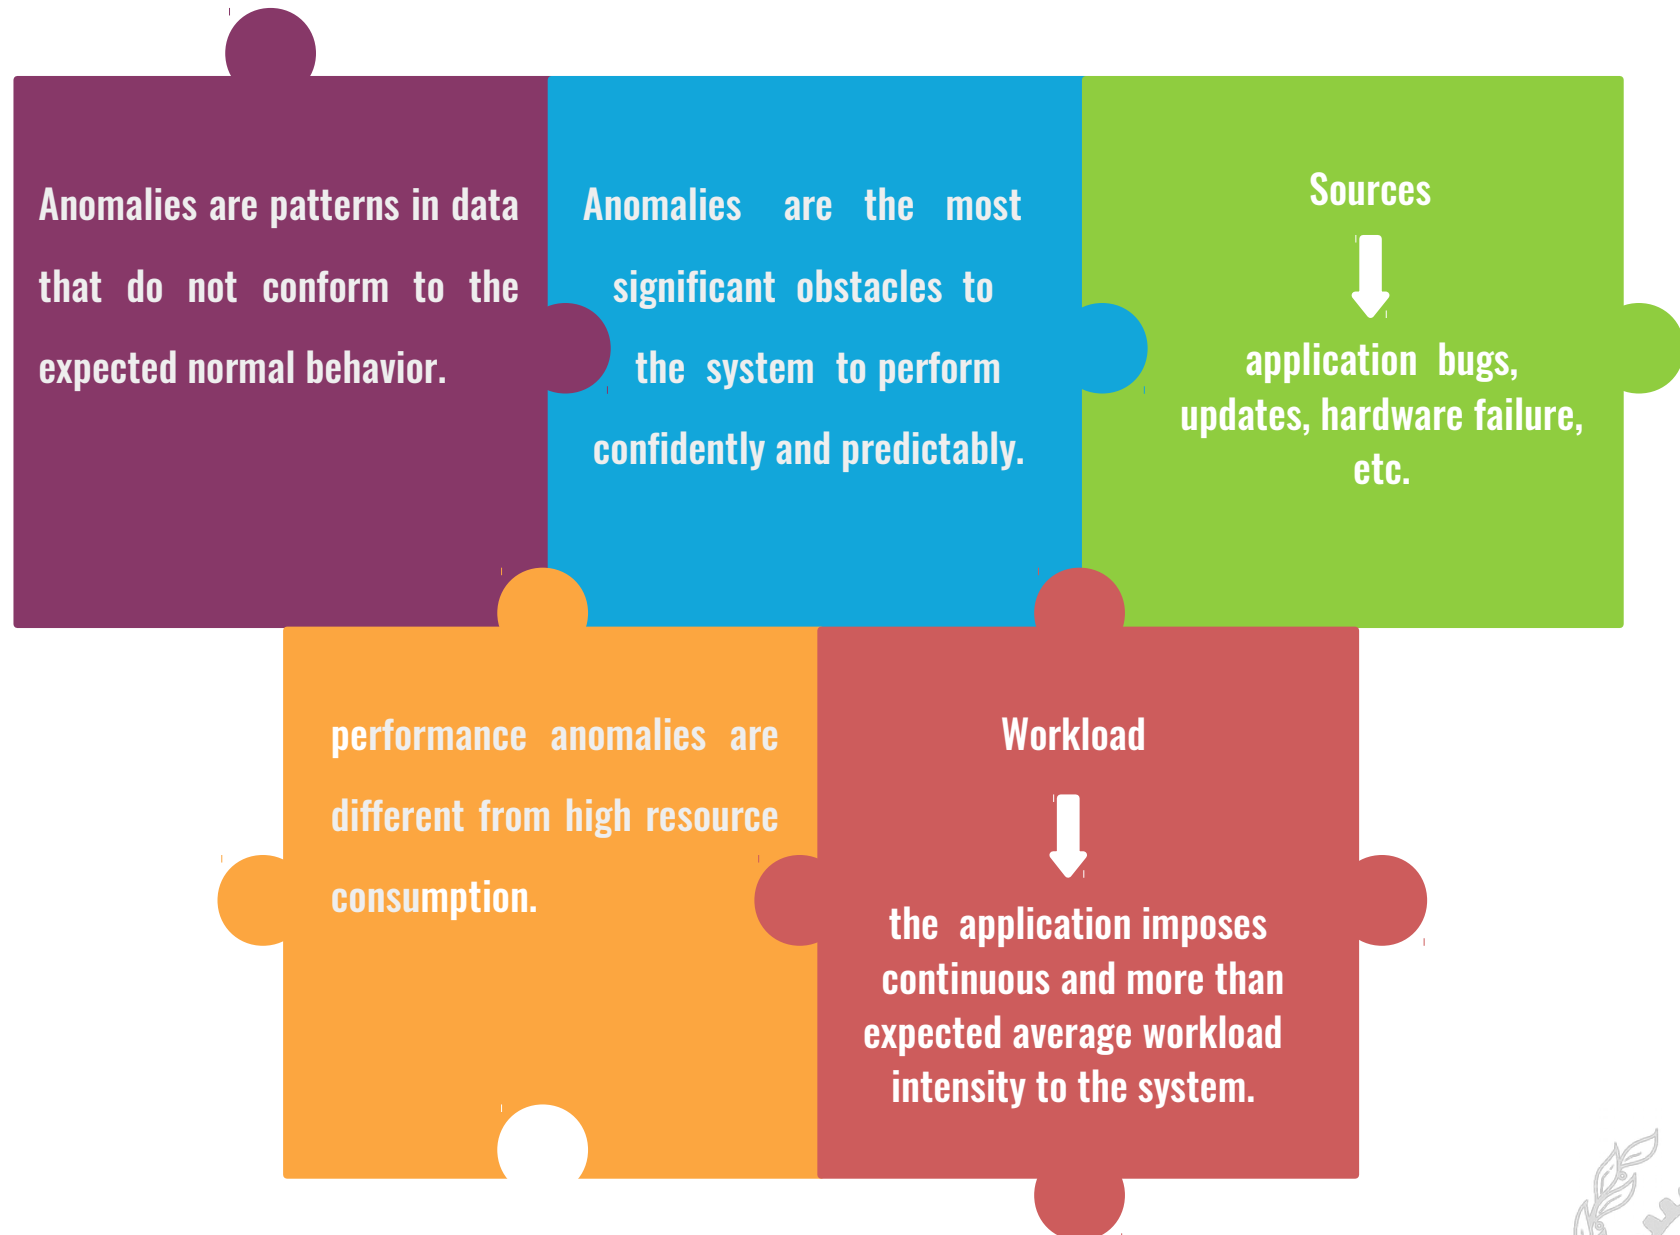 Anomalies are patterns in data
that do not conform to the
expected normal behavior.
Anomalies are the most
significant obstacles to
the system to perform
confidently and predictably.
Sources
application bugs,
updates, hardware failure,
etc.
performance anomalies are
different from high resource
consumption.
Workload
the application imposes
continuous and more than
expected average workload
intensity to the system.